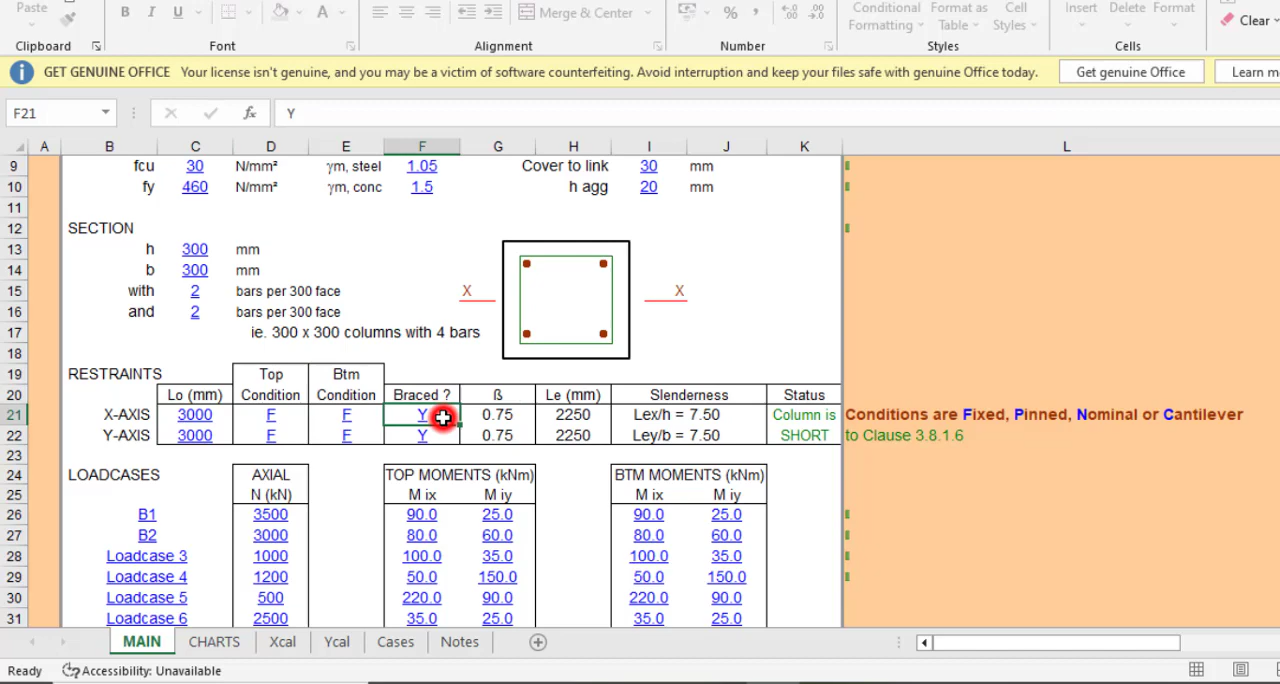 Paste
B I U A
Merge & Center
% ,
Conditional Formatting
Format as Table
Cell Styles
Insert Delete Format
Clear
Clipboard Font Alignment Number Styles Cells
GET GENUINE OFFICE Your license isn't genuine, and you may be a victim of software counterfeiting. Avoid interruption and keep your files safe with genuine Office today. Get genuine Office Learn
F21 fx Y
A B C D E F G H I J K L
9 fcu 30 N/mm² γm, steel 1.05 Cover to link 30 mm
10 fy 460 N/mm² γm, conc 1.5 h agg 20 mm
11
12 SECTION
13 h 300 mm
14 b 300 mm
15 with 2 bars per 300 face X X
16 and 2 bars per 300 face
17 ie. 300 x 300 columns with 4 bars
18
19 RESTRAINTS Top Btm
20 Lo (mm) Condition Condition Braced ? ß Le (mm) Slenderness Status
21 X-AXIS 3000 F F Y 0.75 2250 Lex/h = 7.50 Column is Conditions are Fixed, Pinned, Nominal or Cantilever
22 Y-AXIS 3000 F F Y 0.75 2250 Ley/b = 7.50 SHORT to Clause 3.8.1.6
23
24 LOADCASES AXIAL TOP MOMENTS (kNm) BTM MOMENTS (kNm)
25 N (kN) M ix M iy M ix M iy
26 B1 3500 90.0 25.0 90.0 25.0
27 B2 3000 80.0 60.0 80.0 60.0
28 Loadcase 3 1000 100.0 35.0 100.0 35.0
29 Loadcase 4 1200 50.0 150.0 50.0 150.0
30 Loadcase 5 500 220.0 90.0 220.0 90.0
31 Loadcase 6 2500 35.0 25.0 35.0 25.0
MAIN CHARTS Xcal Ycal Cases Notes
Ready Accessibility: Unavailable